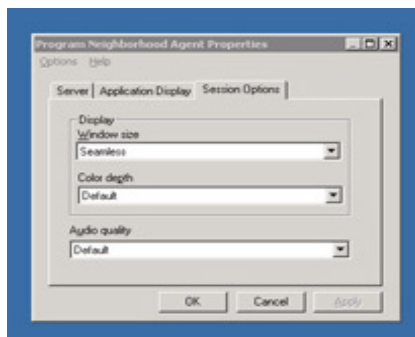 Program Neighborhood Agent Properties
Options Help
Server Application Display Session Options
Display
Window size
Seamless
Color depth
Default
Audio quality
Default
OK Cancel Apply